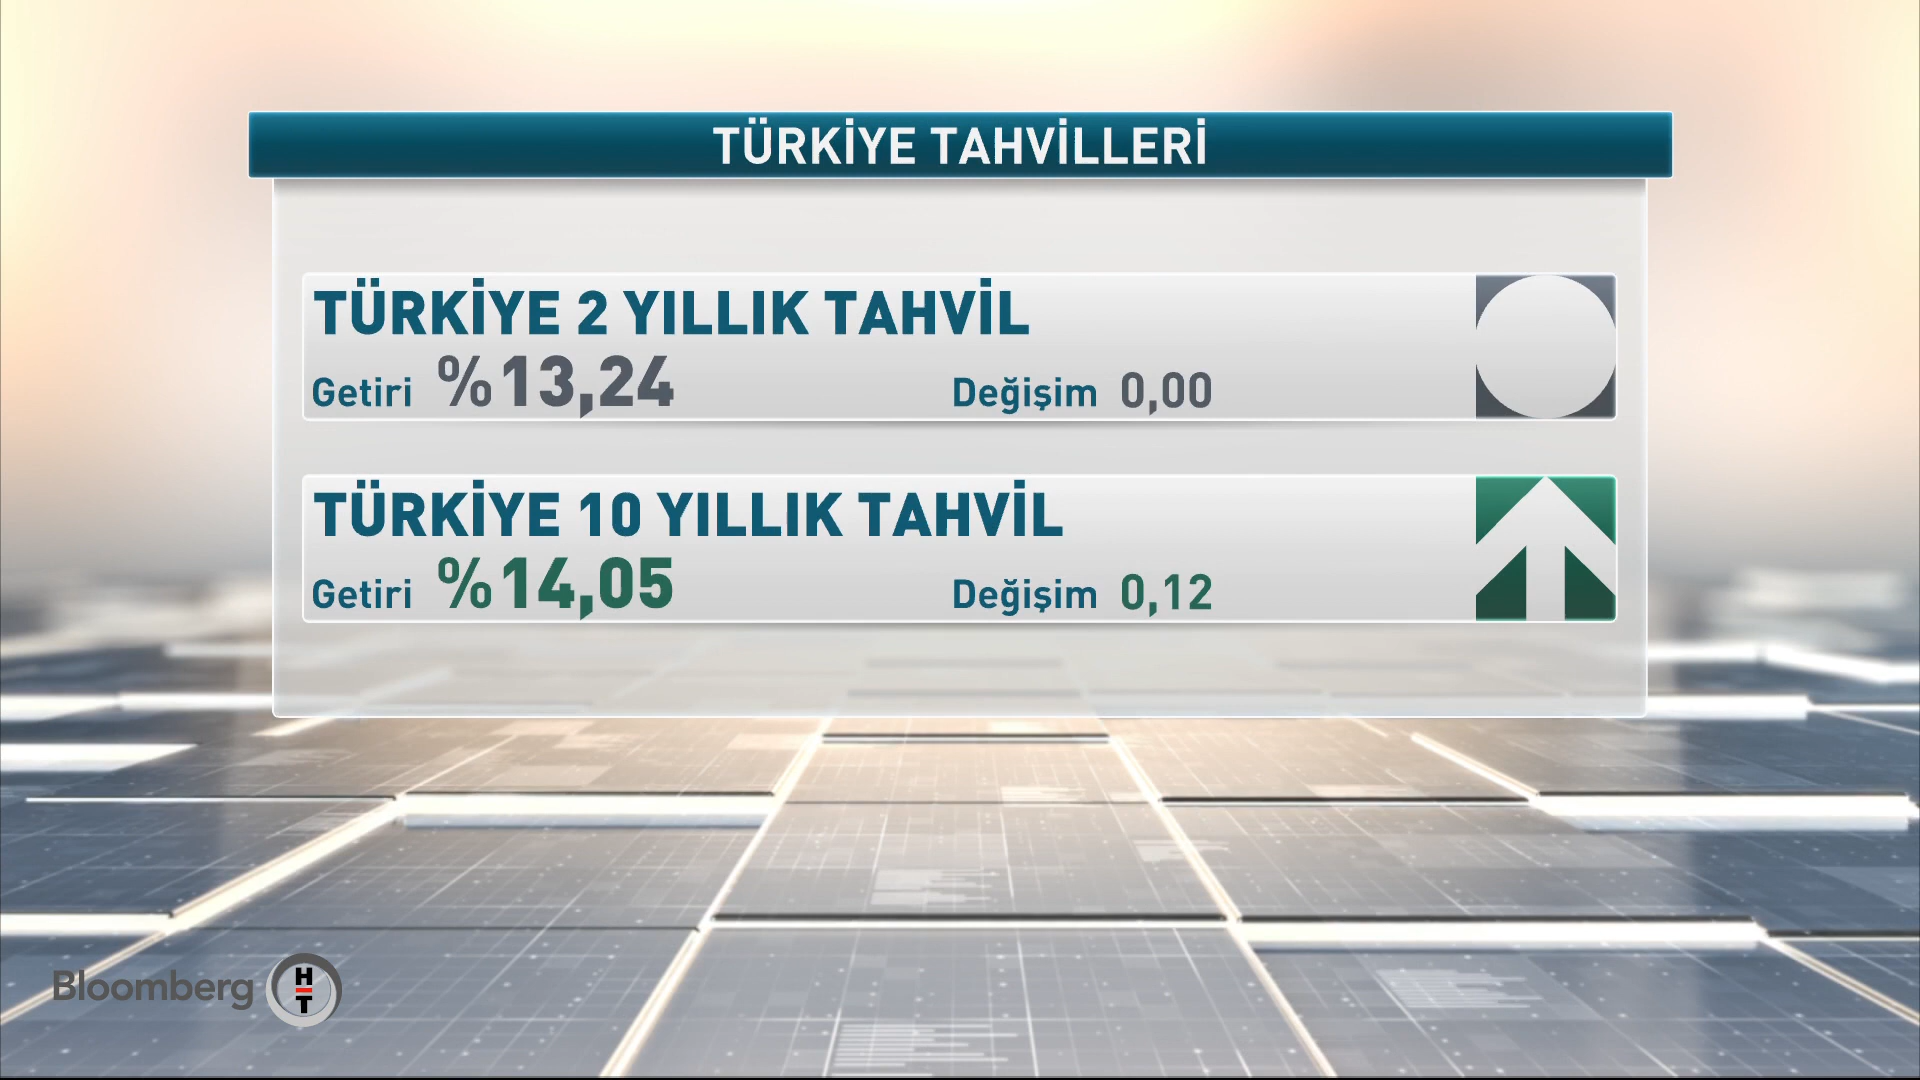 TÜRKİYE TAHVİLLERİ
TÜRKİYE 2 YILLIK TAHVİL
Getiri %13,24 Değişim 0,00
TÜRKİYE 10 YILLIK TAHVİL
Getiri %14,05 Değişim 0,12
Bloomberg HT